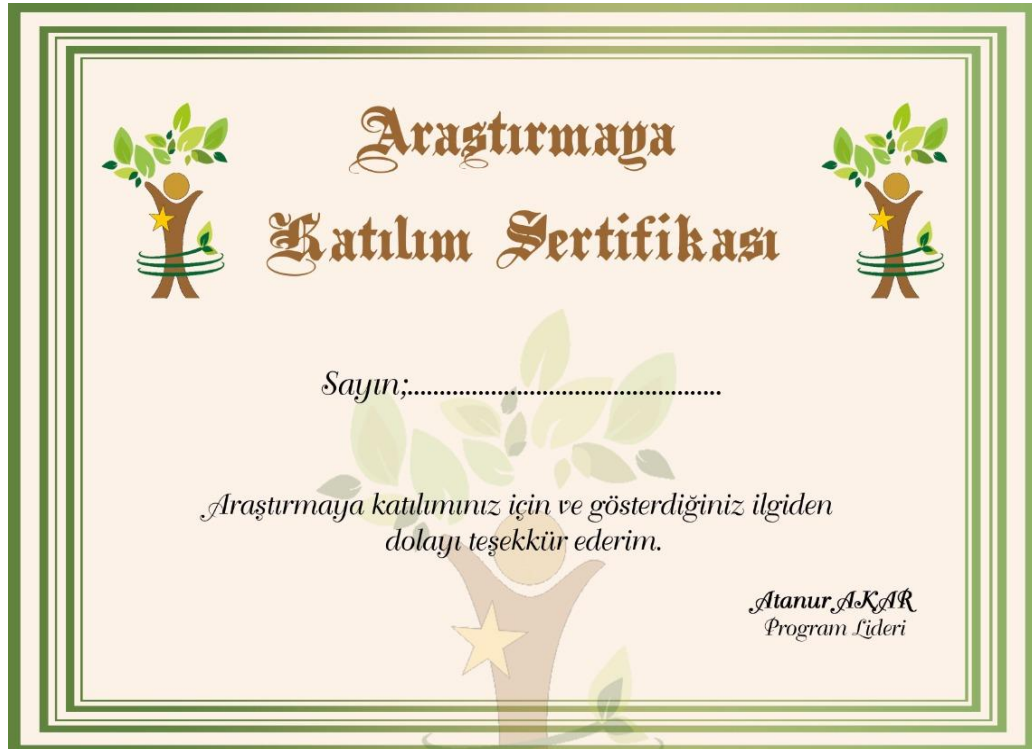 Araştırmaya
Katılım Sertifikası
Sayın;..................................................
Araştırmaya katılımınız için ve gösterdiğiniz ilgiden
dolayı teşekkür ederim.
Atanur AKAR
Program Lideri